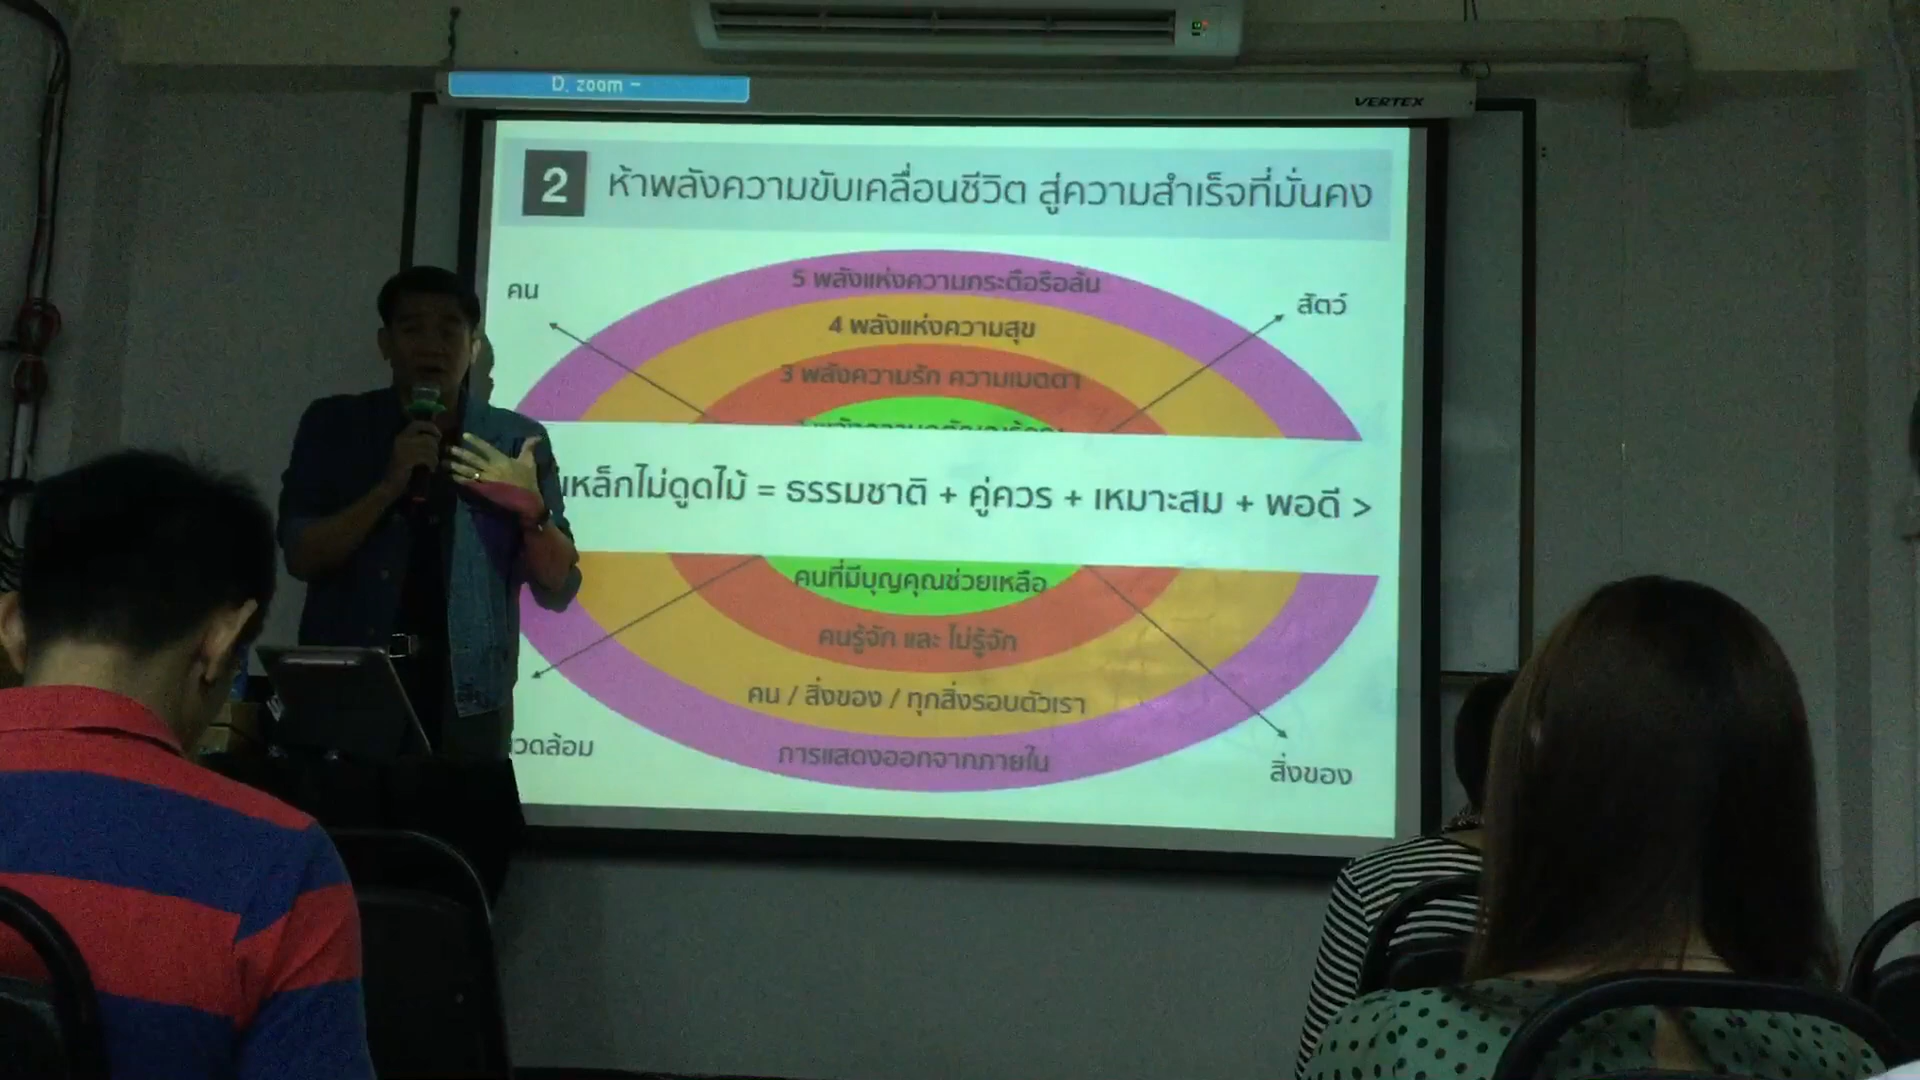 D. zoom -
VERTEX
2 ห้าพลังความขับเคลื่อนชีวิต สู่ความสำเร็จที่มั่นคง
คน
สัตว์
5 พลังแห่งความกระตือรือล้น
4 พลังแห่งความสุข
3 พลังความรัก ความเมตตา
เหล็กไม่ดูดไม้ = ธรรมชาติ + คู่ควร + เหมาะสม + พอดี >
คนที่มีบุญคุณช่วยเหลือ
คนรู้จัก และ ไม่รู้จัก
คน / สิ่งของ / ทุกสิ่งรอบตัวเรา
การแสดงออกจากภายใน
วดล้อม
สิ่งของ